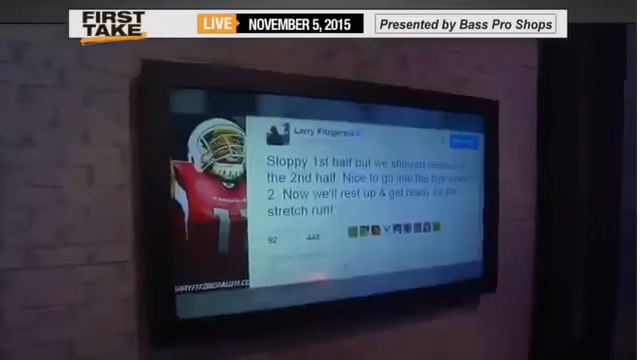 FIRST TAKE
LIVE
NOVEMBER 5, 2015
Presented by Bass Pro Shops
Larry Fitzgerald
Sloppy 1st half but we showed
the 2nd half. Nice to go into the bye
2. Now we'll rest up & get ready for the
stretch run!
92